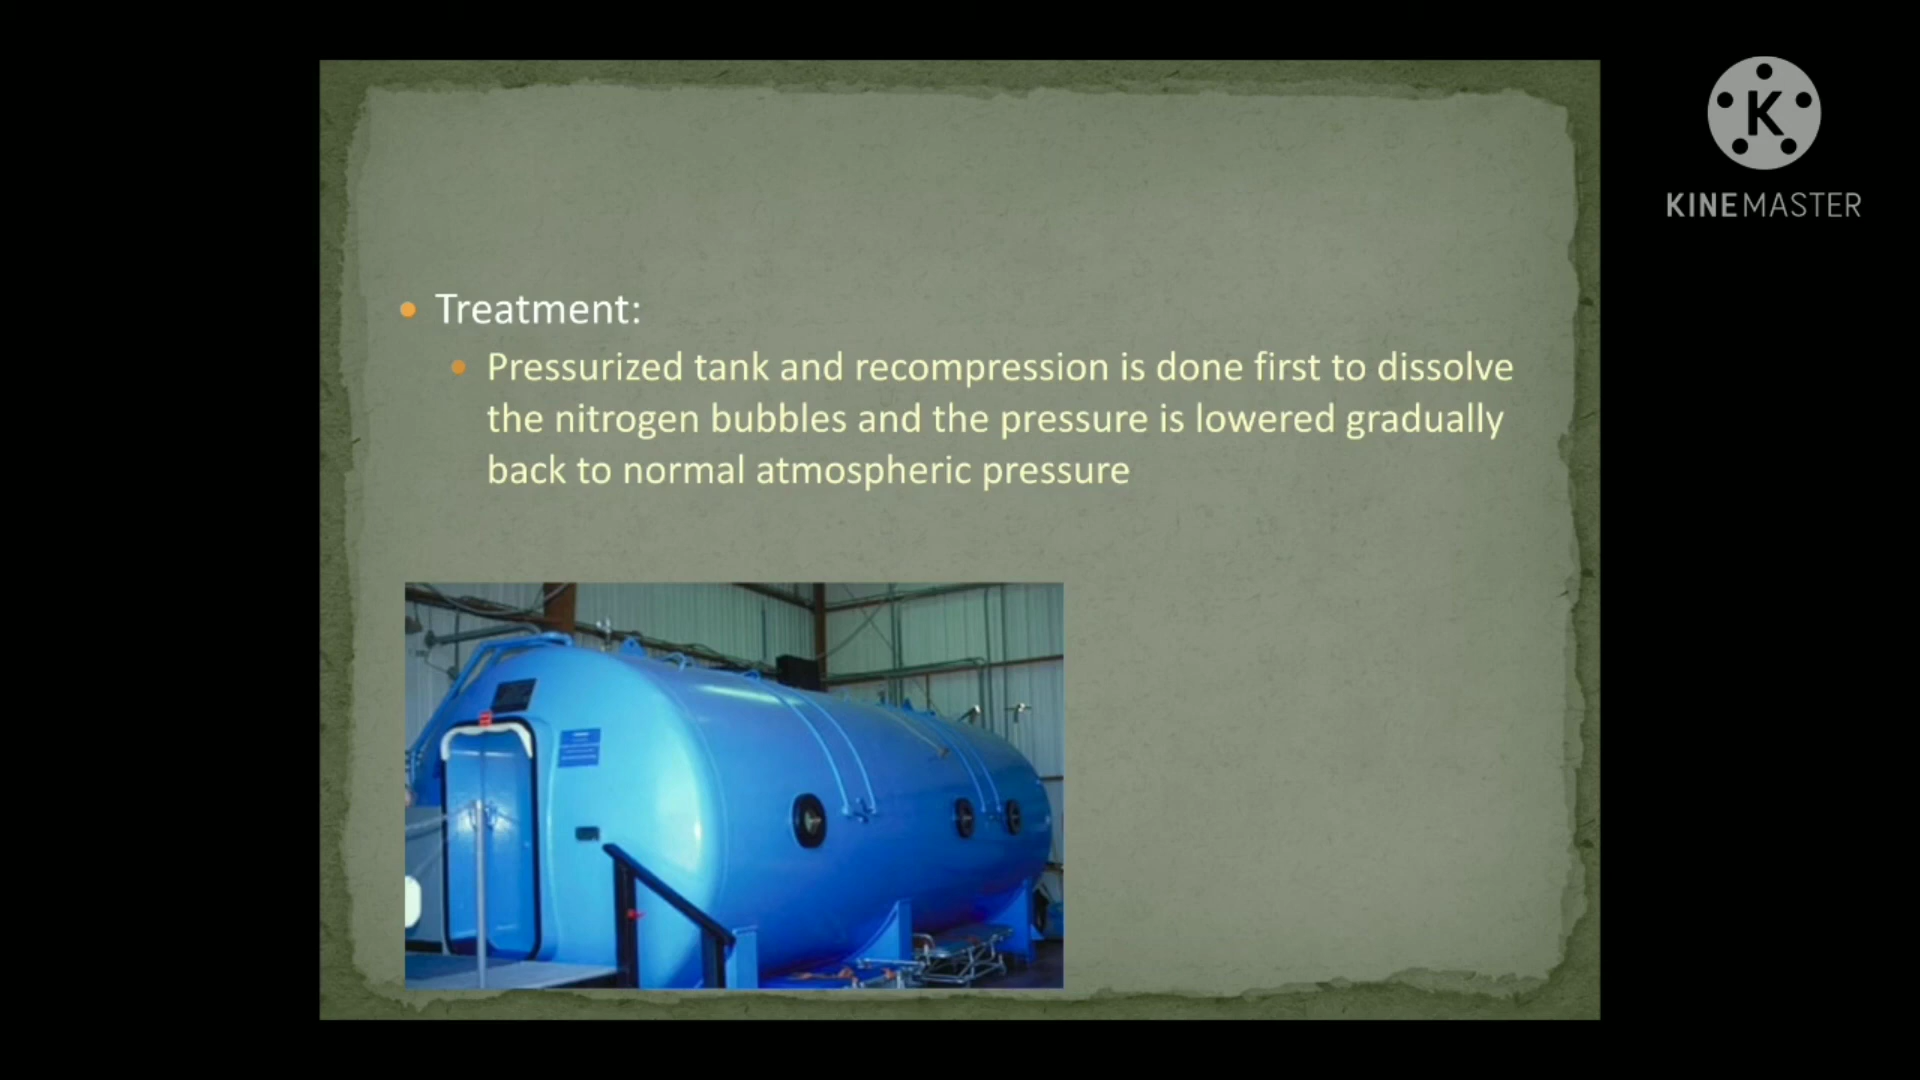 K
KINEMASTER
Treatment:
Pressurized tank and recompression is done first to dissolve
the nitrogen bubbles and the pressure is lowered gradually
back to normal atmospheric pressure